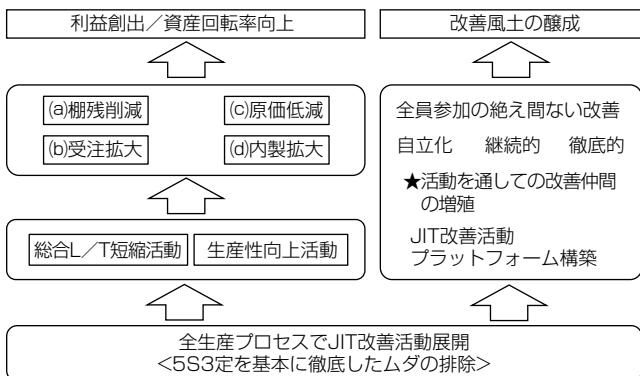 利益創出／資産回転率向上
改善風土の醸成
(a)棚残削減
(c)原価低減
(b)受注拡大
(d)内製拡大
総合L／T短縮活動
生産性向上活動
全員参加の絶え間ない改善
自立化 継続的 徹底的
★活動を通しての改善仲間
の増殖
JIT改善活動
プラットフォーム構築
全生産プロセスでJIT改善活動展開
<5S3定を基本に徹底したムダの排除>